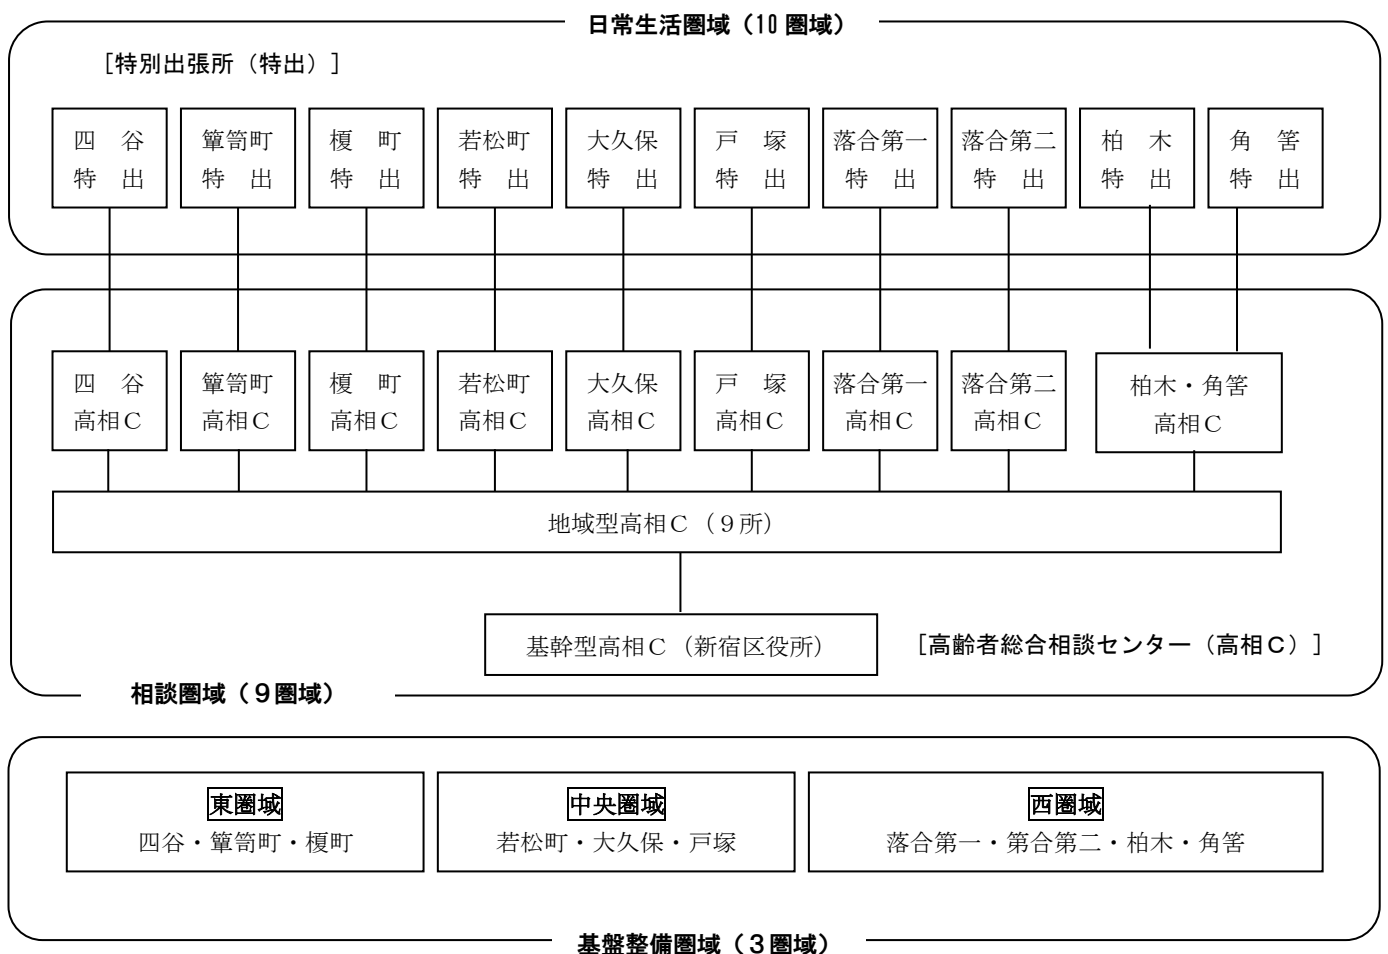 日常生活圏域（10 圏域）
［特別出張所（特出）］
四　谷
特　出
簞笥町
特　出
榎　町
特　出
若松町
特　出
大久保
特　出
戸　塚
特　出
落合第一
特　出
落合第二
特　出
柏　木
特　出
角　筈
特　出
四　谷
高相Ｃ
簞笥町
高相Ｃ
榎　町
高相Ｃ
若松町
高相Ｃ
大久保
高相Ｃ
戸　塚
高相Ｃ
落合第一
高相Ｃ
落合第二
高相Ｃ
柏木・角筈
高相Ｃ
地域型高相Ｃ（９所）
基幹型高相Ｃ（新宿区役所）
［高齢者総合相談センター（高相Ｃ）］
相談圏域（９圏域）
東圏域
四谷・簞笥町・榎町
中央圏域
若松町・大久保・戸塚
西圏域
落合第一・第合第二・柏木・角筈
基盤整備圏域（３圏域）